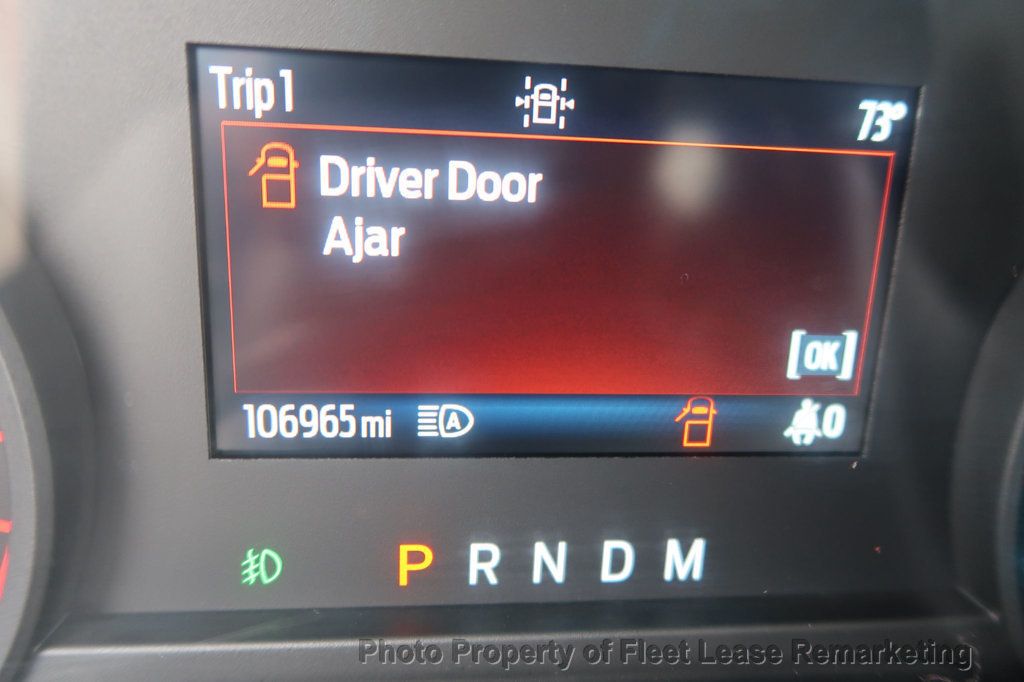 Trip 1
73°
Driver Door
Ajar
[OK]
106965 mi
A
0
P R N D M
Photo Property of Fleet Lease Remarketing